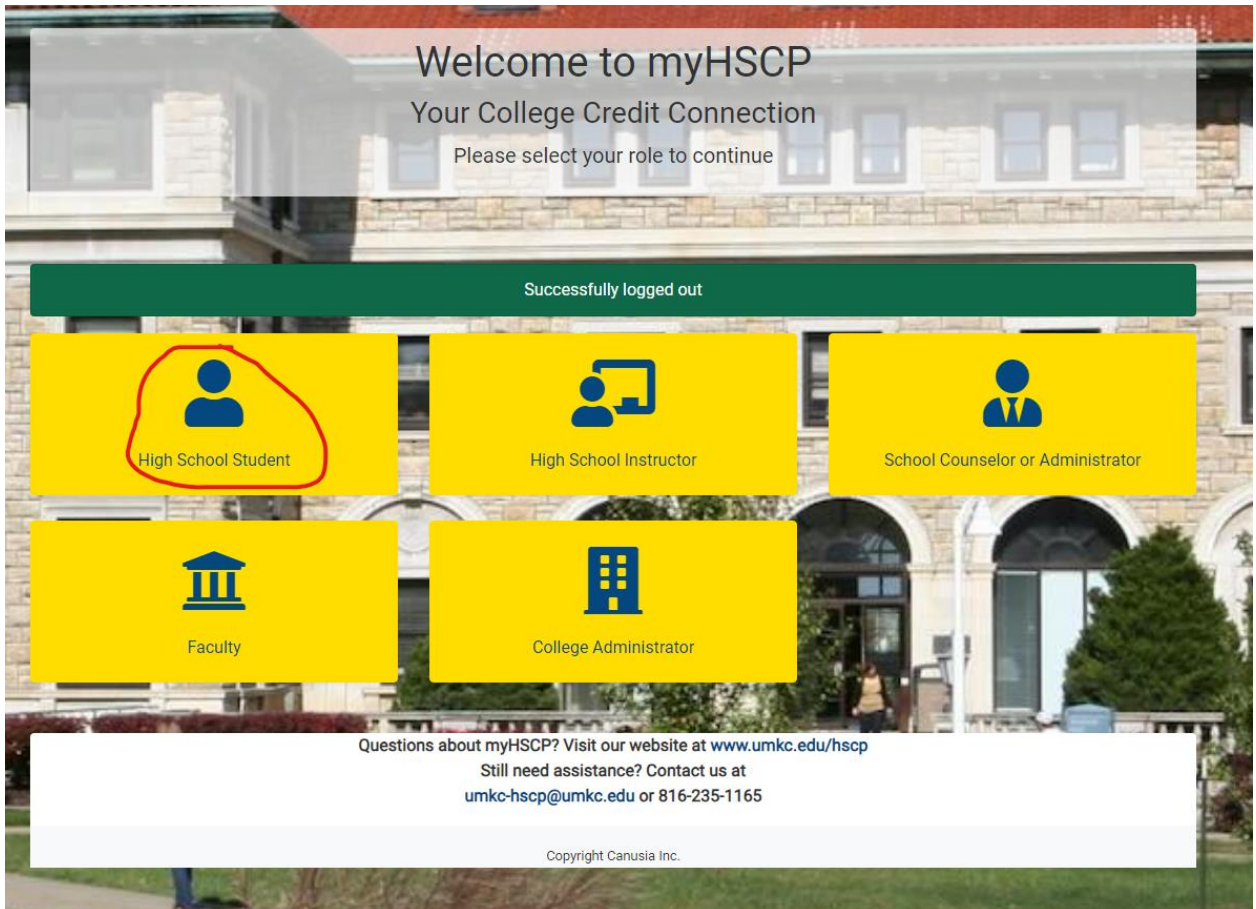 Welcome to myHSCP
Your College Credit Connection
Please select your role to continue
Successfully logged out
High School Student
High School Instructor
School Counselor or Administrator
Faculty
College Administrator
Questions about myHSCP? Visit our website at www.umkc.edu/hscp
Still need assistance? Contact us at
umkc-hscp@umkc.edu or 816-235-1165
Copyright Canusia Inc.